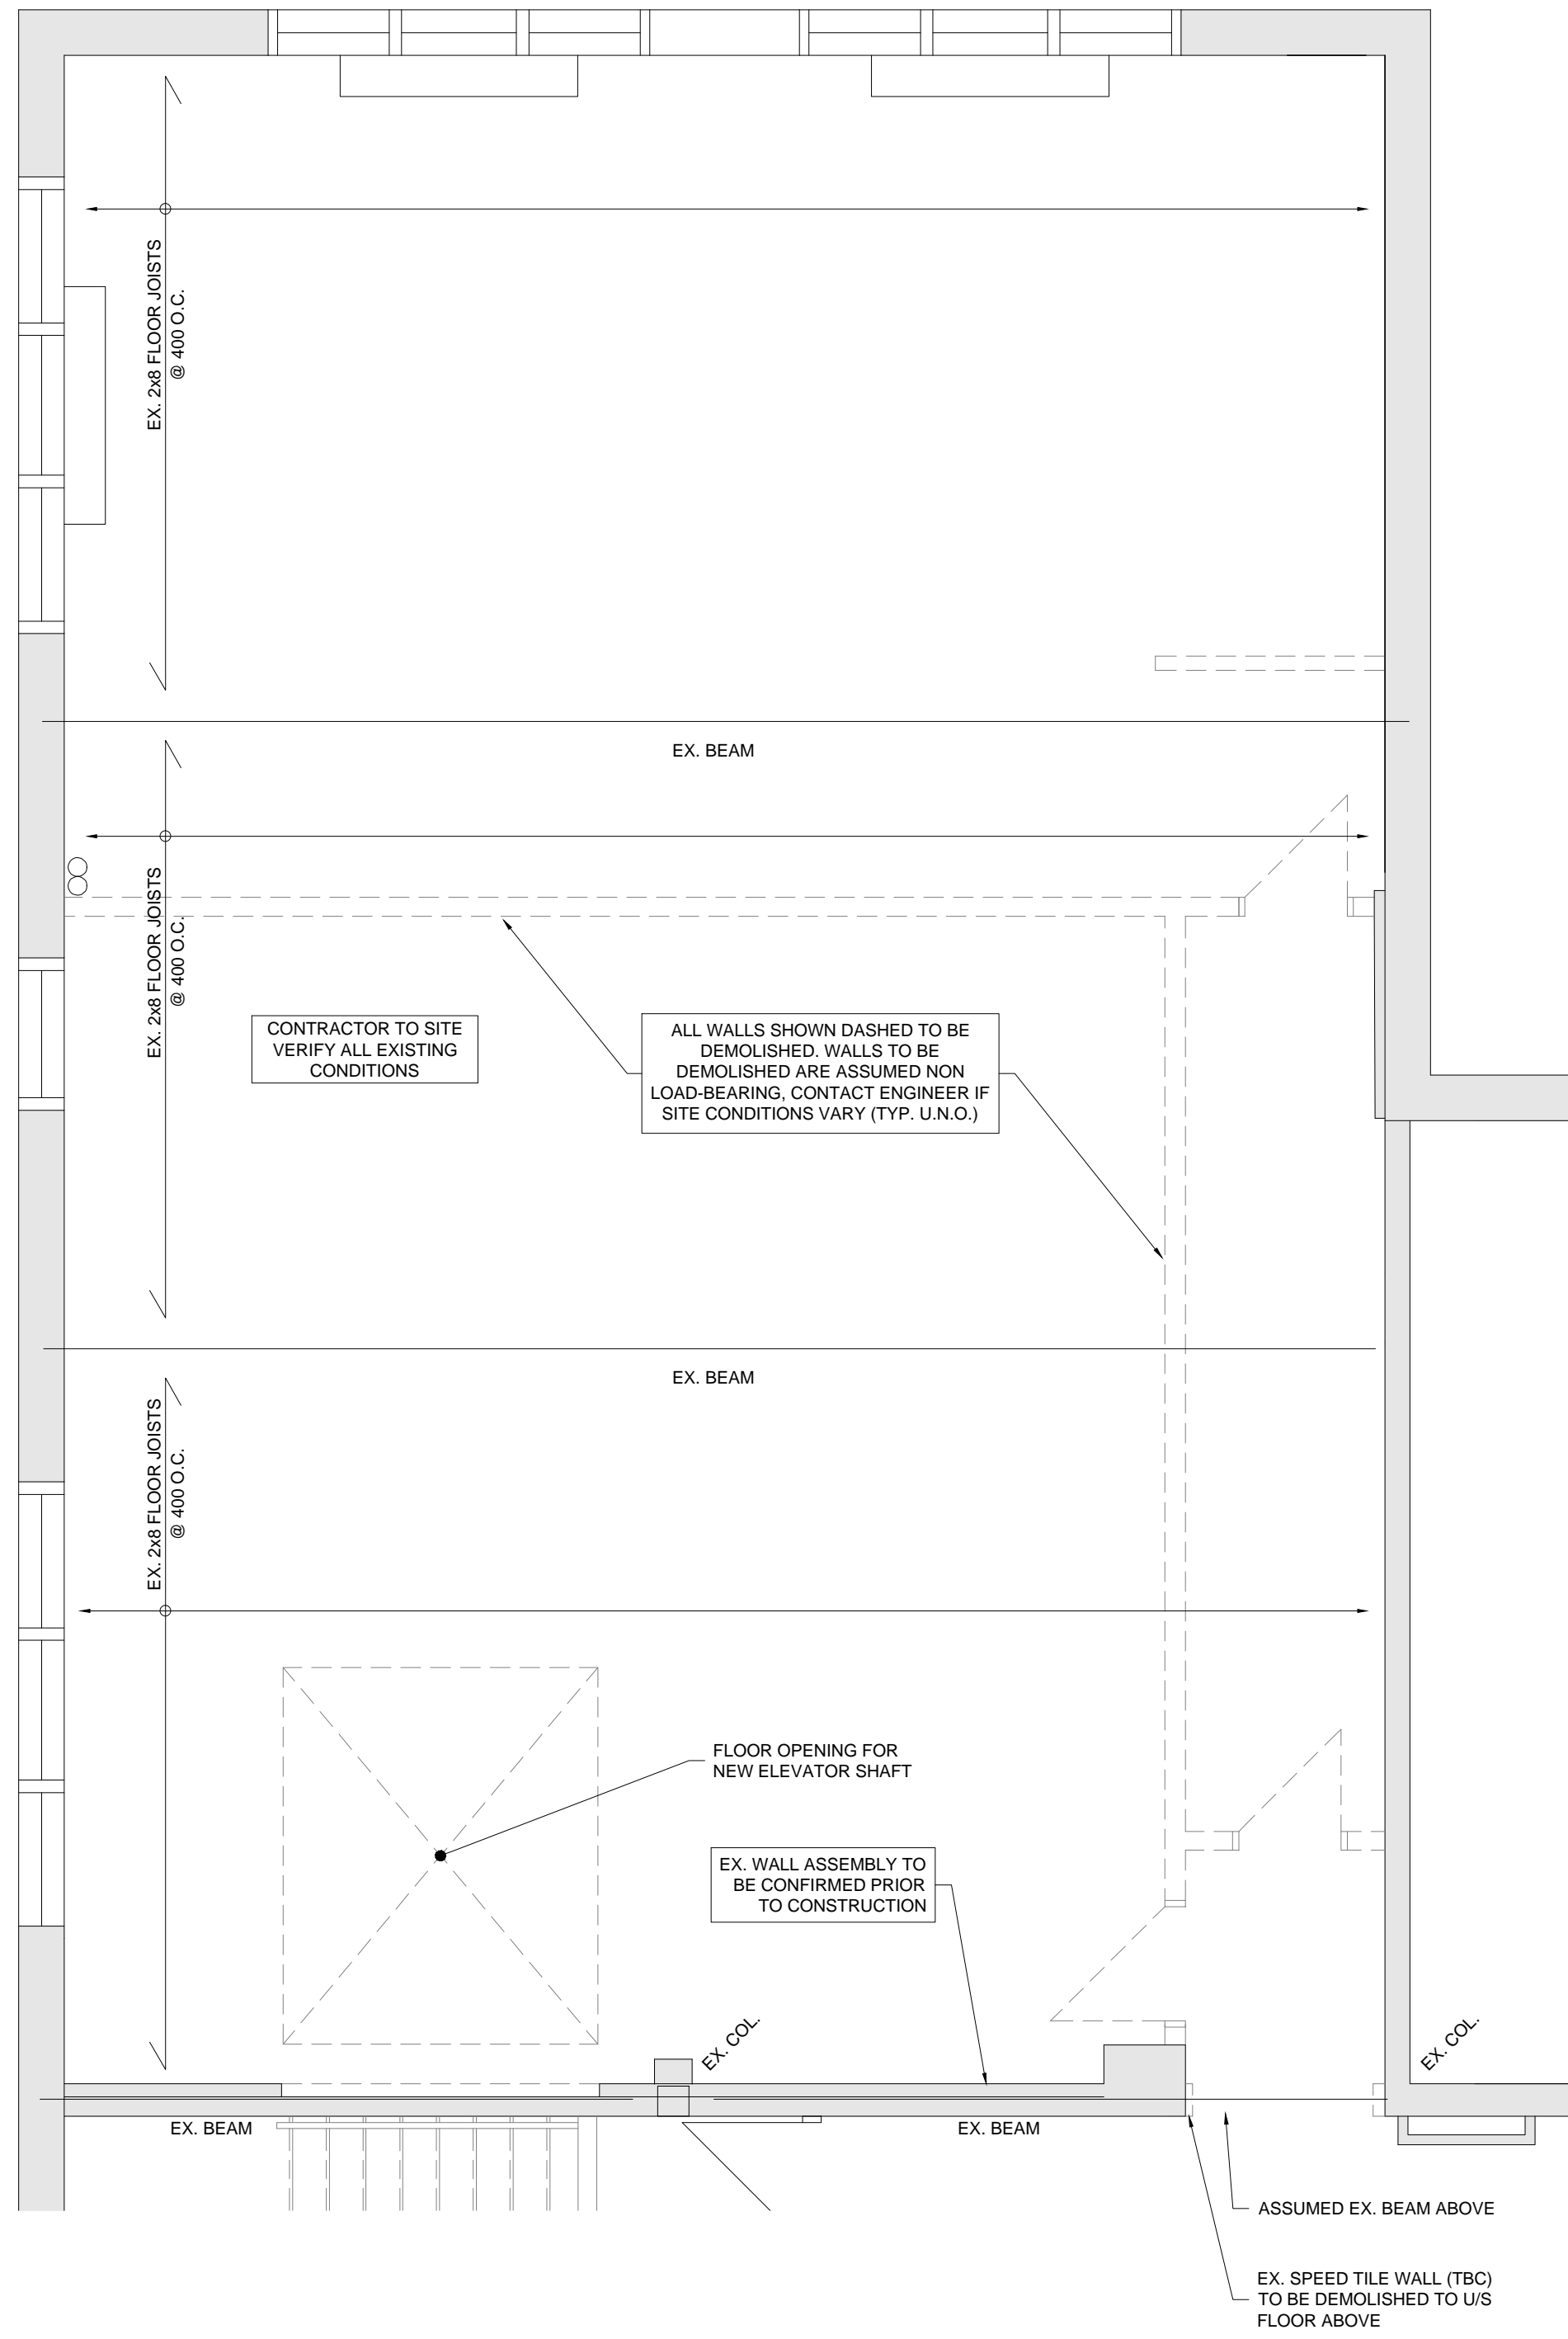 EX. 2x8 FLOOR JOISTS
@ 400 O.C.
EX. BEAM
EX. 2x8 FLOOR JOISTS
@ 400 O.C.
CONTRACTOR TO SITE
VERIFY ALL EXISTING
CONDITIONS
ALL WALLS SHOWN DASHED TO BE
DEMOLISHED. WALLS TO BE
DEMOLISHED ARE ASSUMED NON
LOAD-BEARING, CONTACT ENGINEER IF
SITE CONDITIONS VARY (TYP. U.N.O.)
EX. BEAM
EX. 2x8 FLOOR JOISTS
@ 400 O.C.
FLOOR OPENING FOR
NEW ELEVATOR SHAFT
EX. WALL ASSEMBLY TO
BE CONFIRMED PRIOR
TO CONSTRUCTION
EX. COL.
EX. COL.
EX. BEAM
EX. BEAM
ASSUMED EX. BEAM ABOVE
EX. SPEED TILE WALL (TBC)
TO BE DEMOLISHED TO U/S
FLOOR ABOVE